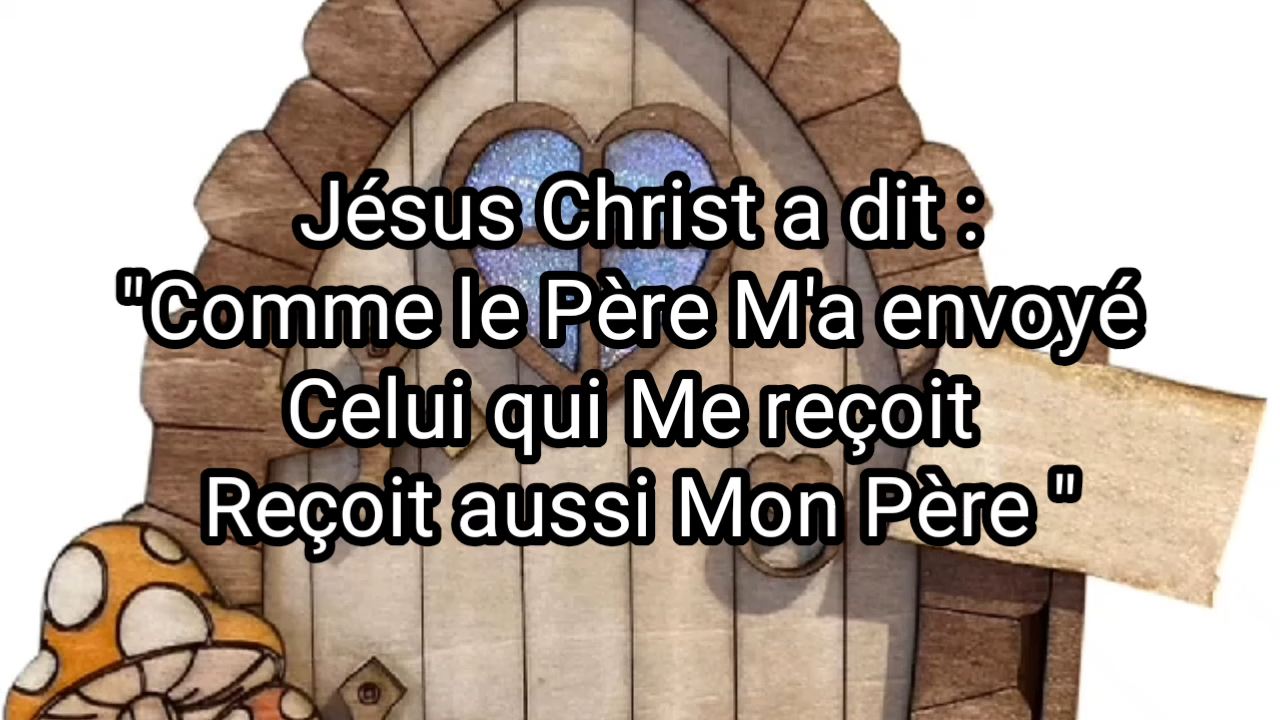 Jésus Christ a dit :
"Comme le Père M'a envoyé
Celui qui Me reçoit
Reçoit aussi Mon Père "